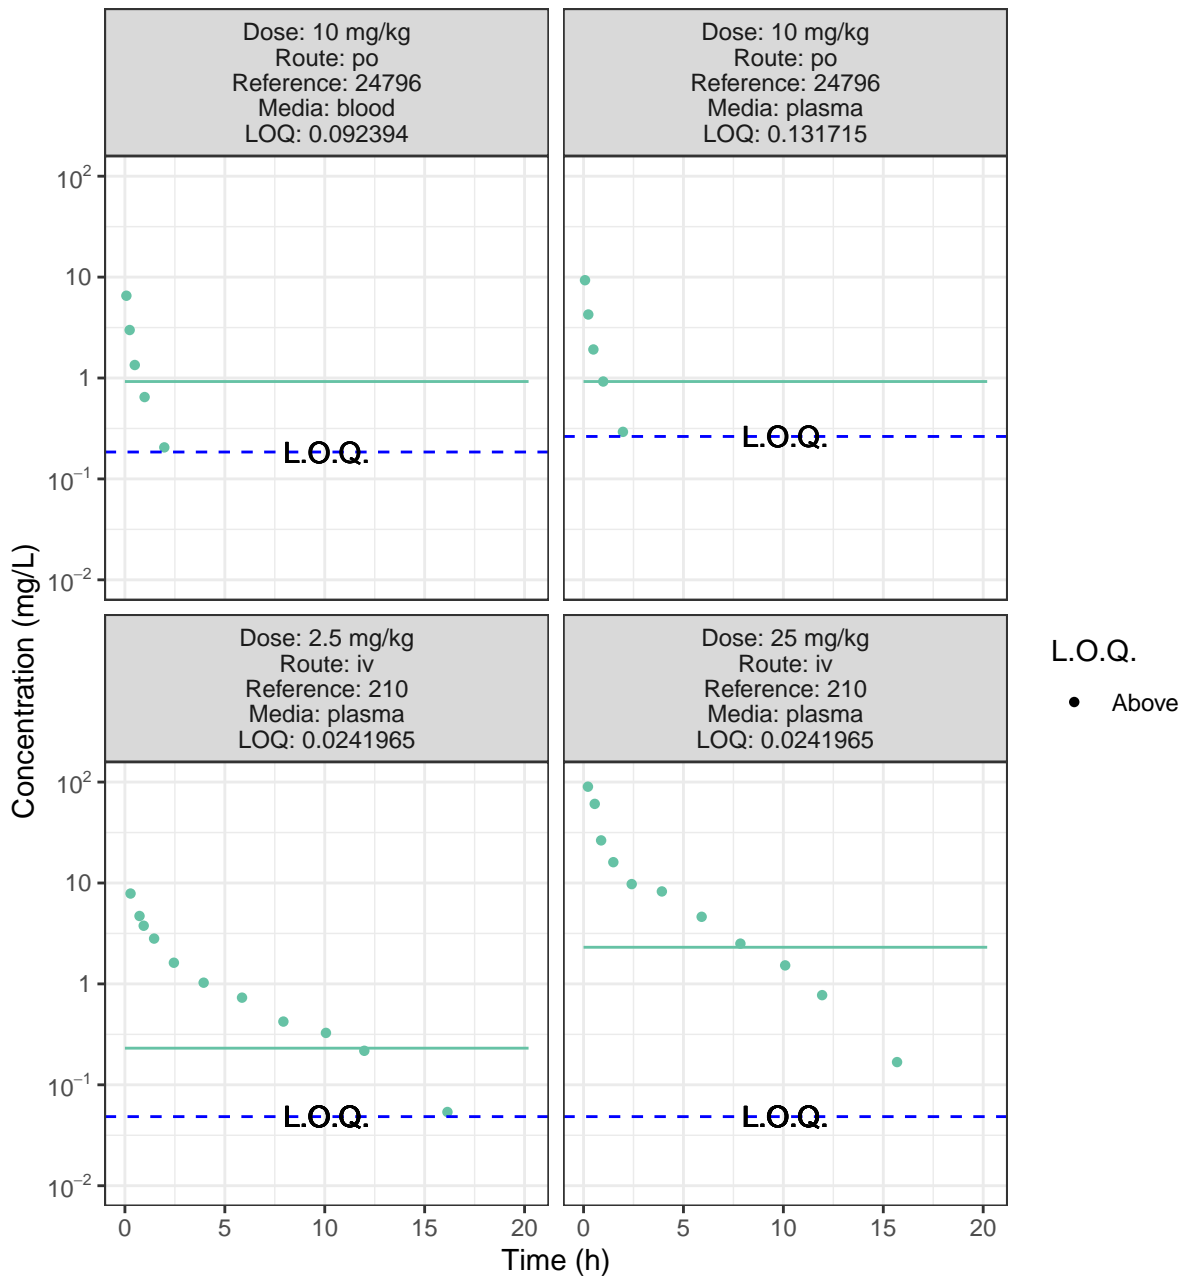 Dose: 10 mg/kg
Route: po
Reference: 24796
Media: blood
LOQ: 0.092394
Dose: 10 mg/kg
Route: po
Reference: 24796
Media: plasma
LOQ: 0.131715
10²
10
1
10⁻¹
10⁻²
L.O.Q.
L.O.Q.
Concentration (mg/L)
Dose: 2.5 mg/kg
Route: iv
Reference: 210
Media: plasma
LOQ: 0.0241965
Dose: 25 mg/kg
Route: iv
Reference: 210
Media: plasma
LOQ: 0.0241965
10²
10
1
10⁻¹
10⁻²
L.O.Q.
L.O.Q.
0 5 10 15 20
0 5 10 15 20
Time (h)
L.O.Q.
Above